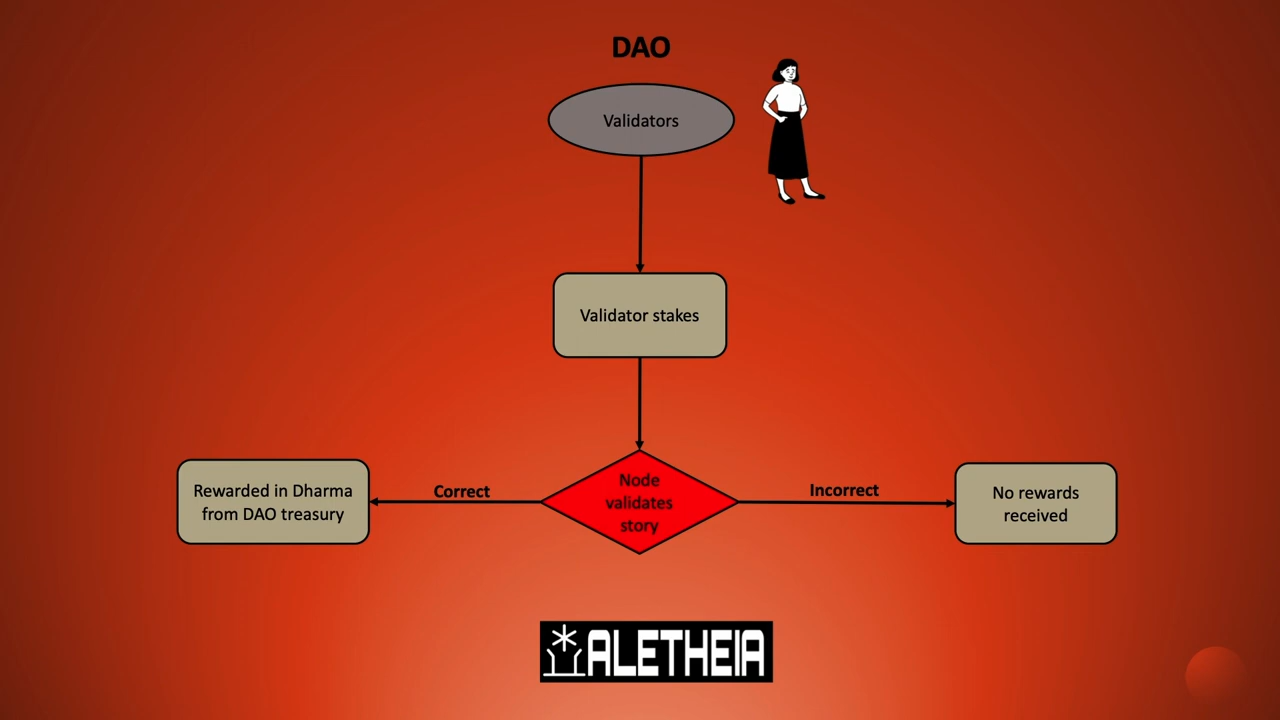 DAO
Validators
Validator stakes
Node
validates
story
Correct
Incorrect
Rewarded in Dharma
from DAO treasury
No rewards
received
ALETHEIA